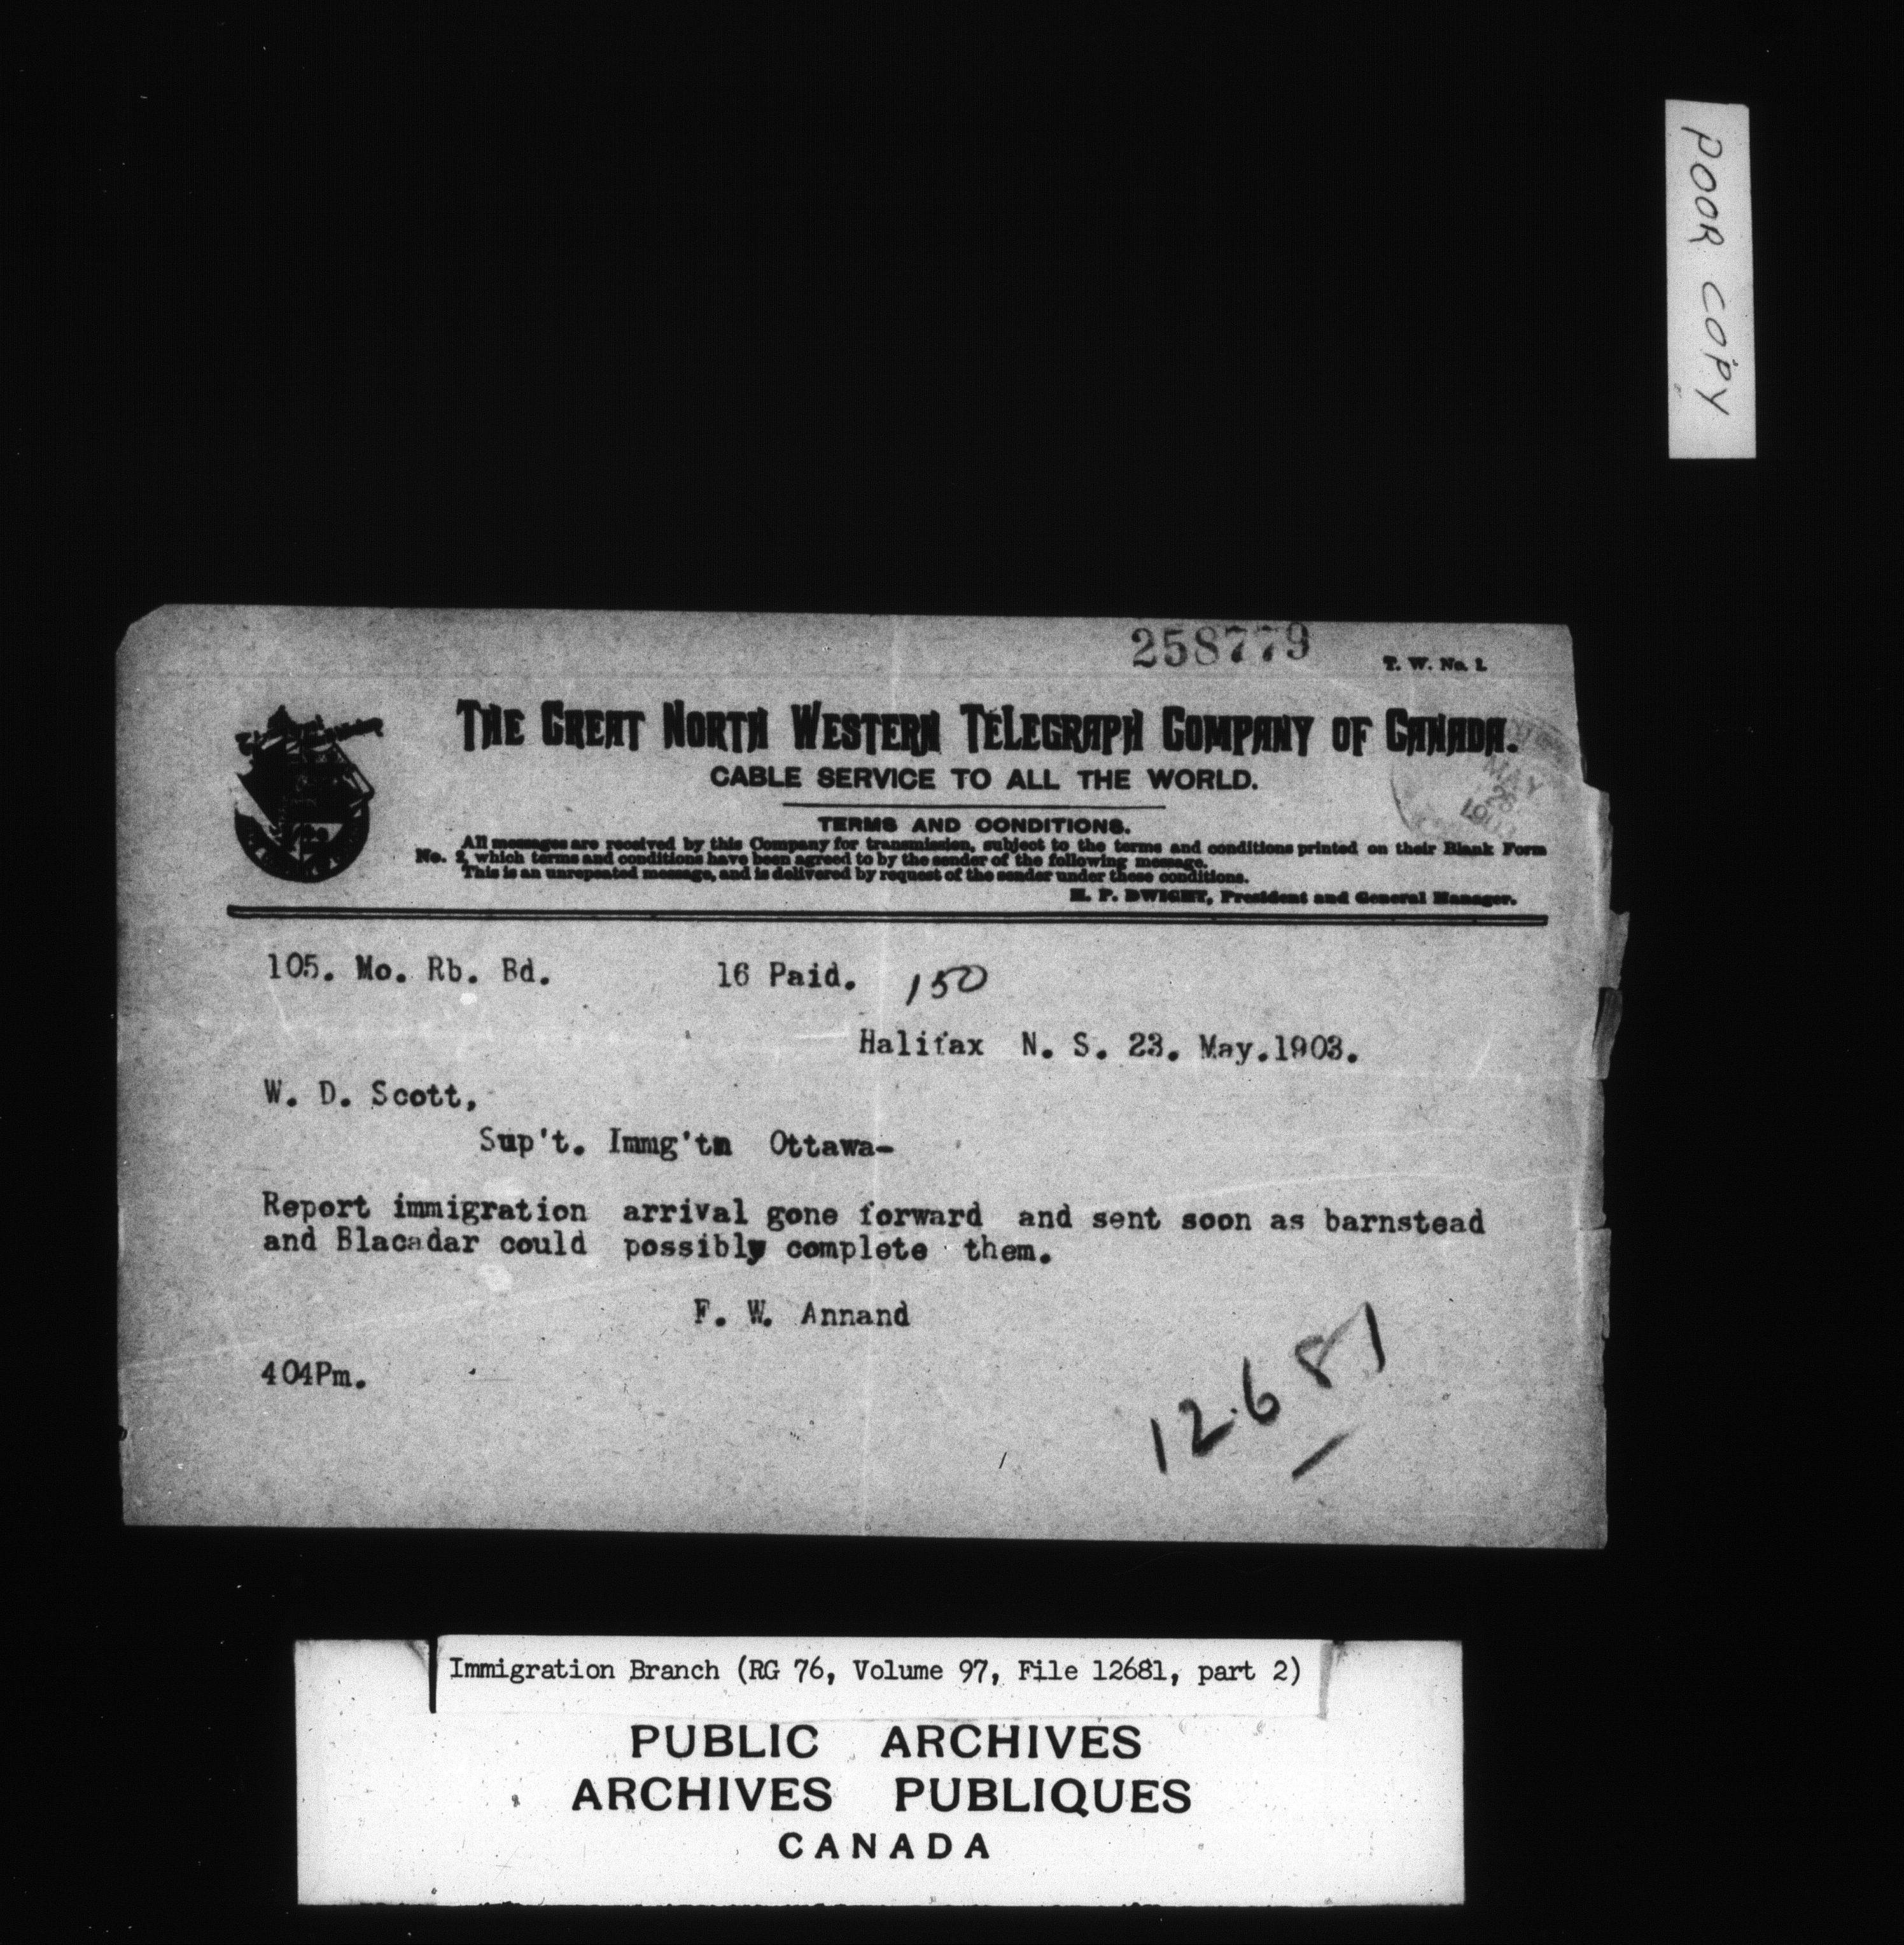 POOR COPY
258779
T. W. No. 1.
THE GREAT NORTH WESTERN TELEGRAPH COMPANY OF CANADA.
CABLE SERVICE TO ALL THE WORLD.
MAY
1903
TERMS AND CONDITIONS.
All messages are received by this Company for transmission, subject to the terms and conditions printed on their Blank Form
No. 2, which terms and conditions have been agreed to by the sender of the following message.
This is an unrepeated message, and is delivered by request of the sender under these conditions.
H. P. DWIGHT, President and General Manager.
105. Mo. Rb. Bd. 16 Paid. 150
Halifax N. S. 23. May.1903.
W. D. Scott,
Sup't. Immg'tn Ottawa-
Report immigration arrival gone forward and sent soon as barnstead
and Blacadar could possibly complete them.
F. W. Annand
404Pm.
12681
Immigration Branch (RG 76, Volume 97, File 12681, part 2)
PUBLIC ARCHIVES
ARCHIVES PUBLIQUES
CANADA